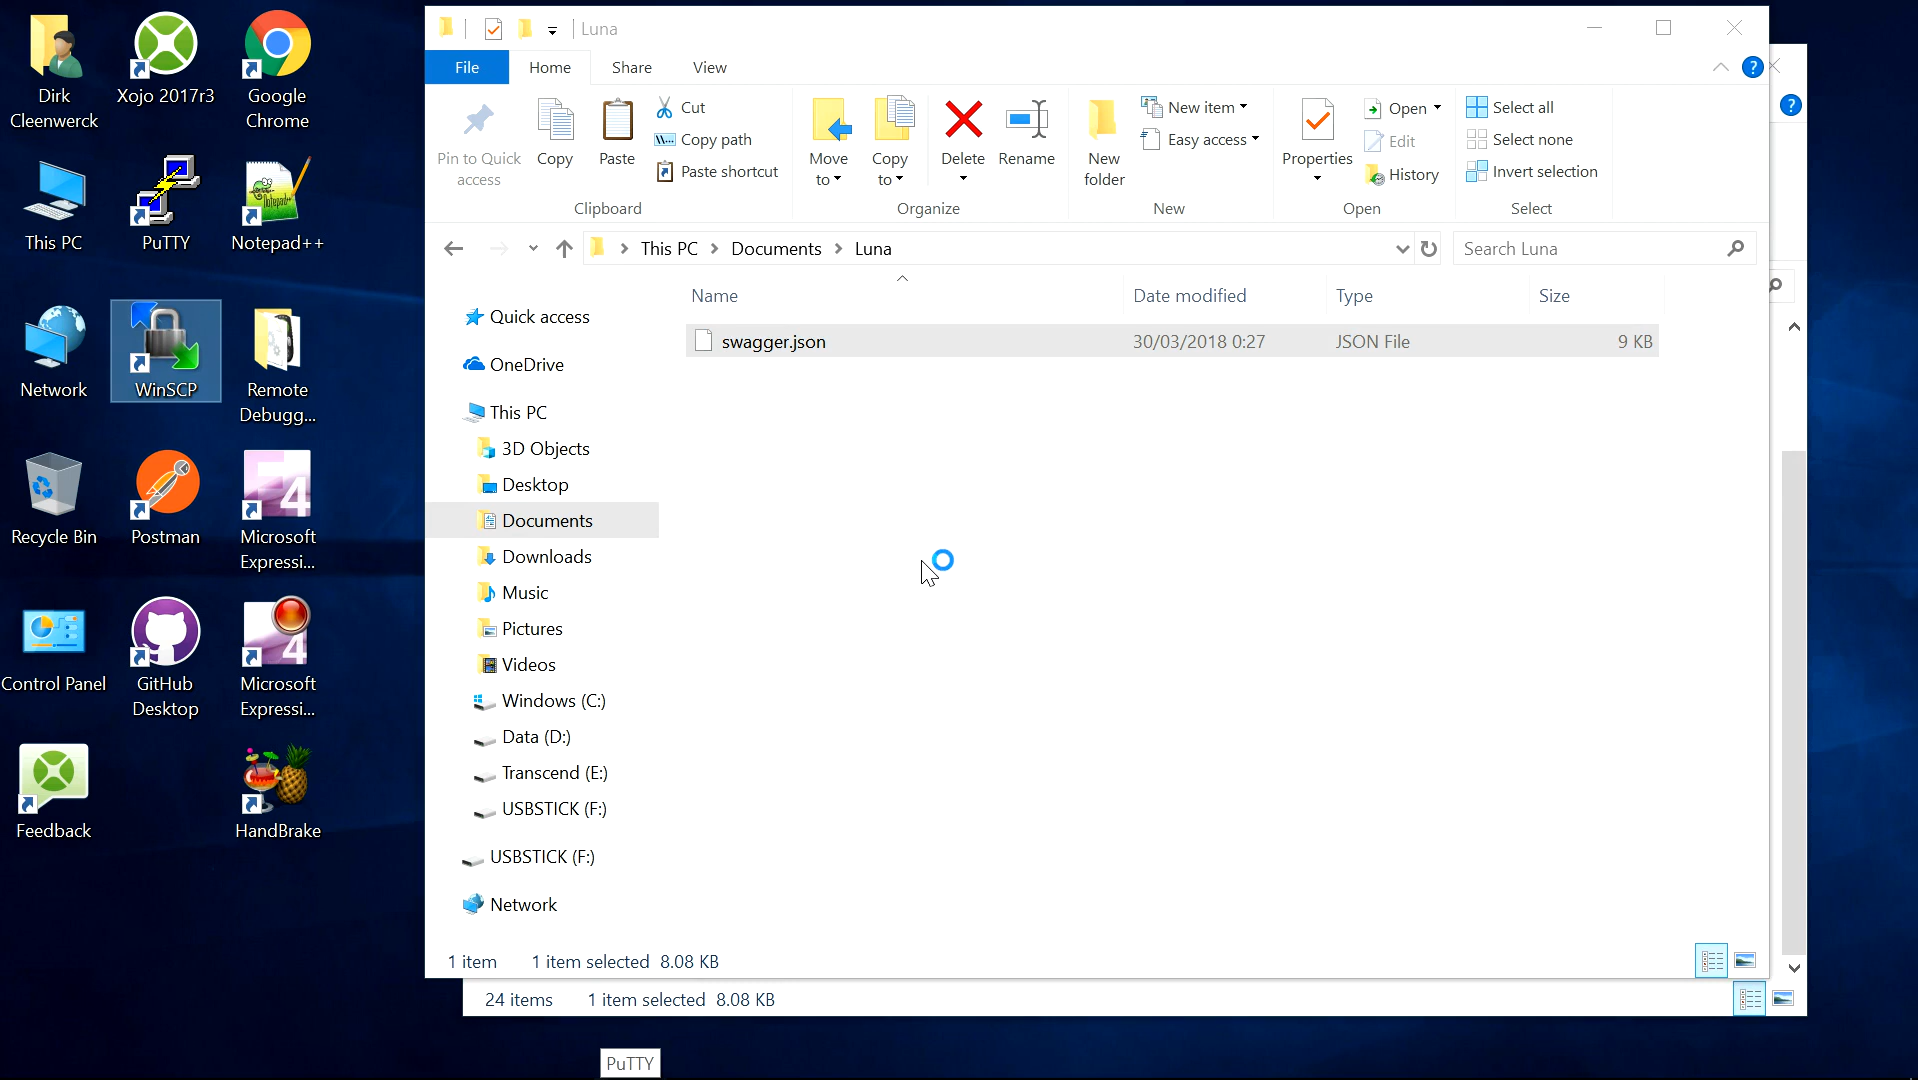 Dirk
Cleenwerck
Xojo 2017r3
Google
Chrome
This PC
PuTTY
Notepad++
Network
WinSCP
Remote
Debugg...
Recycle Bin
Postman
Microsoft
Expressi...
Control Panel
GitHub
Desktop
Microsoft
Expressi...
Feedback
HandBrake
Luna
File Home Share View
Pin to Quick
access
Copy
Paste
Cut
Copy path
Paste shortcut
Clipboard
Move
to
Copy
to
Delete
Rename
Organize
New
folder
New item
Easy access
New
Properties
Open
Edit
History
Open
Select all
Select none
Invert selection
Select
This PC Documents Luna
Search Luna
Name Date modified Type Size
swagger.json 30/03/2018 0:27 JSON File 9 KB
Quick access
OneDrive
This PC
3D Objects
Desktop
Documents
Downloads
Music
Pictures
Videos
Windows (C:)
Data (D:)
Transcend (E:)
USBSTICK (F:)
USBSTICK (F:)
Network
1 item 1 item selected 8.08 KB
24 items 1 item selected 8.08 KB
PuTTY